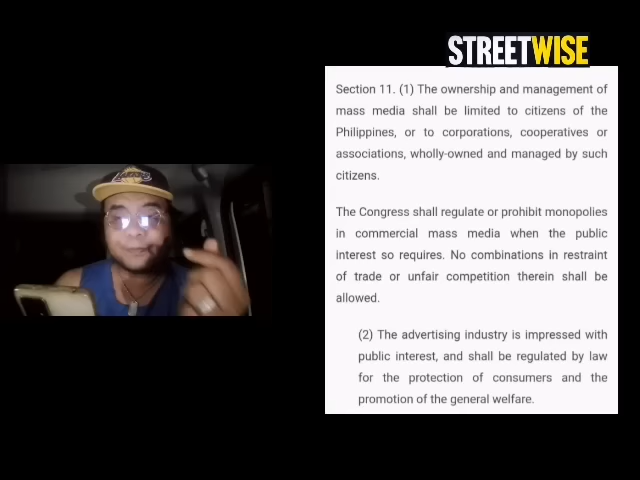 STREETWISE
Section 11. (1) The ownership and management of
mass media shall be limited to citizens of the
Philippines, or to corporations, cooperatives or
associations, wholly-owned and managed by such
citizens.
The Congress shall regulate or prohibit monopolies
in commercial mass media when the public
interest so requires. No combinations in restraint
of trade or unfair competition therein shall be
allowed.
(2) The advertising industry is impressed with
public interest, and shall be regulated by law
for the protection of consumers and the
promotion of the general welfare.